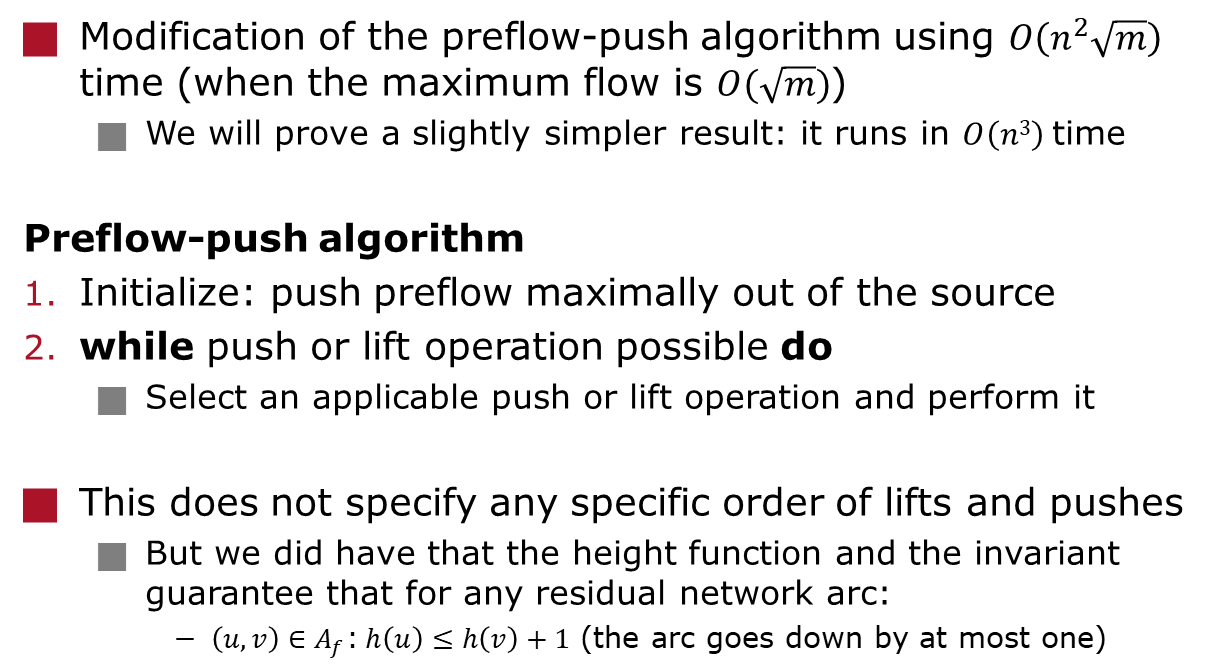 Modification of the preflow-push algorithm using O(n²√m)
time (when the maximum flow is O(√m))
We will prove a slightly simpler result: it runs in O(n³) time
Preflow-push algorithm
1. Initialize: push preflow maximally out of the source
2. while push or lift operation possible do
Select an applicable push or lift operation and perform it
This does not specify any specific order of lifts and pushes
But we did have that the height function and the invariant
guarantee that for any residual network arc:
– (u, v) ∈ A_f : h(u) ≤ h(v) + 1 (the arc goes down by at most one)